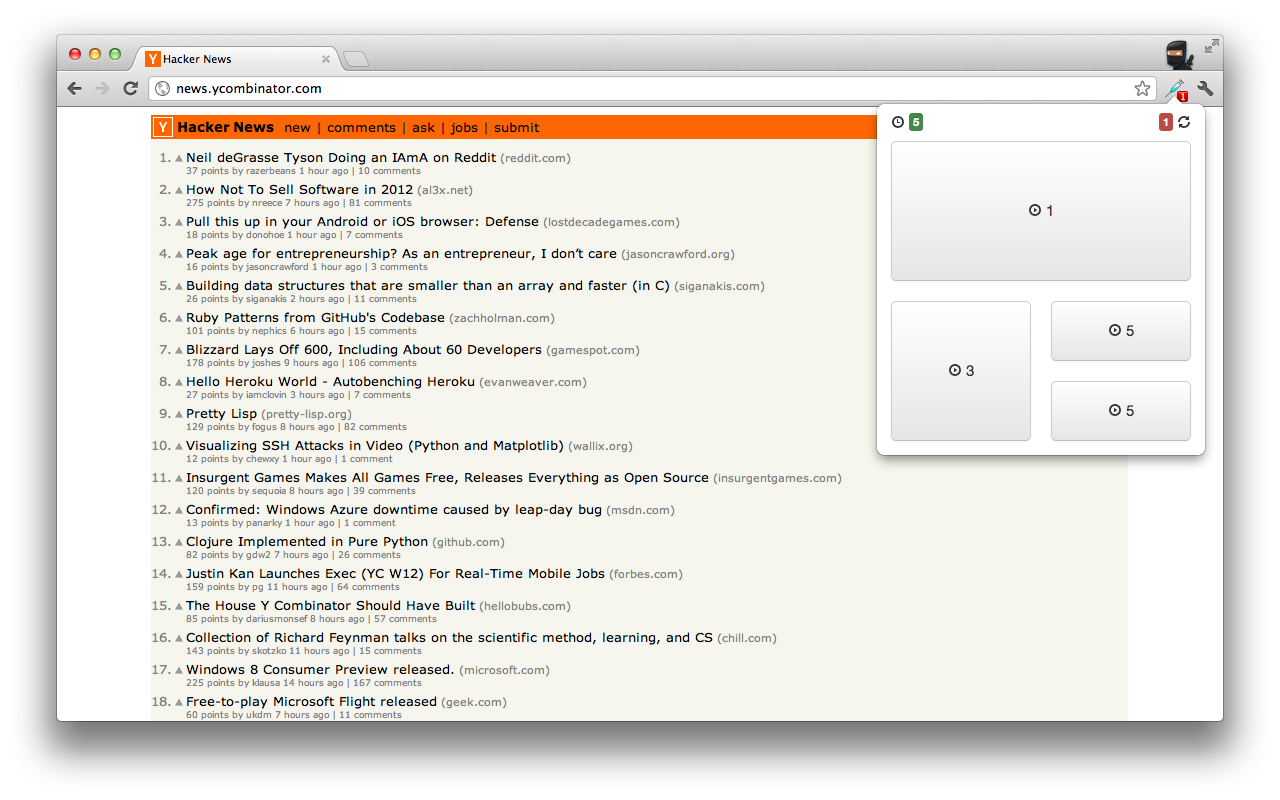 Y Hacker News
news.ycombinator.com
1
Y Hacker News new | comments | ask | jobs | submit
5
1
1
3
5
5
1. Neil deGrasse Tyson Doing an IAmA on Reddit (reddit.com)
37 points by razerbeans 1 hour ago | 10 comments
2. How Not To Sell Software in 2012 (al3x.net)
275 points by nreece 7 hours ago | 81 comments
3. Pull this up in your Android or iOS browser: Defense (lostdecadegames.com)
18 points by donohoe 1 hour ago | 7 comments
4. Peak age for entrepreneurship? As an entrepreneur, I don’t care (jasoncrawford.org)
16 points by jasoncrawford 1 hour ago | 3 comments
5. Building data structures that are smaller than an array and faster (in C) (siganakis.com)
26 points by siganakis 2 hours ago | 11 comments
6. Ruby Patterns from GitHub's Codebase (zachholman.com)
101 points by nephics 6 hours ago | 15 comments
7. Blizzard Lays Off 600, Including About 60 Developers (gamespot.com)
178 points by joshes 9 hours ago | 106 comments
8. Hello Heroku World - Autobenching Heroku (evanweaver.com)
27 points by iamclovin 3 hours ago | 7 comments
9. Pretty Lisp (pretty-lisp.org)
129 points by fogus 8 hours ago | 82 comments
10. Visualizing SSH Attacks in Video (Python and Matplotlib) (wallix.org)
12 points by chewxy 1 hour ago | 1 comment
11. Insurgent Games Makes All Games Free, Releases Everything as Open Source (insurgentgames.com)
120 points by sequoia 8 hours ago | 39 comments
12. Confirmed: Windows Azure downtime caused by leap-day bug (msdn.com)
13 points by panarky 1 hour ago | 1 comment
13. Clojure Implemented in Pure Python (github.com)
82 points by gdw2 7 hours ago | 26 comments
14. Justin Kan Launches Exec (YC W12) For Real-Time Mobile Jobs (forbes.com)
159 points by pg 11 hours ago | 64 comments
15. The House Y Combinator Should Have Built (hellobubs.com)
85 points by dariusmonsef 8 hours ago | 57 comments
16. Collection of Richard Feynman talks on the scientific method, learning, and CS (chill.com)
143 points by skotzko 11 hours ago | 15 comments
17. Windows 8 Consumer Preview released. (microsoft.com)
225 points by klausa 14 hours ago | 167 comments
18. Free-to-play Microsoft Flight released (geek.com)
60 points by ukdm 7 hours ago | 11 comments